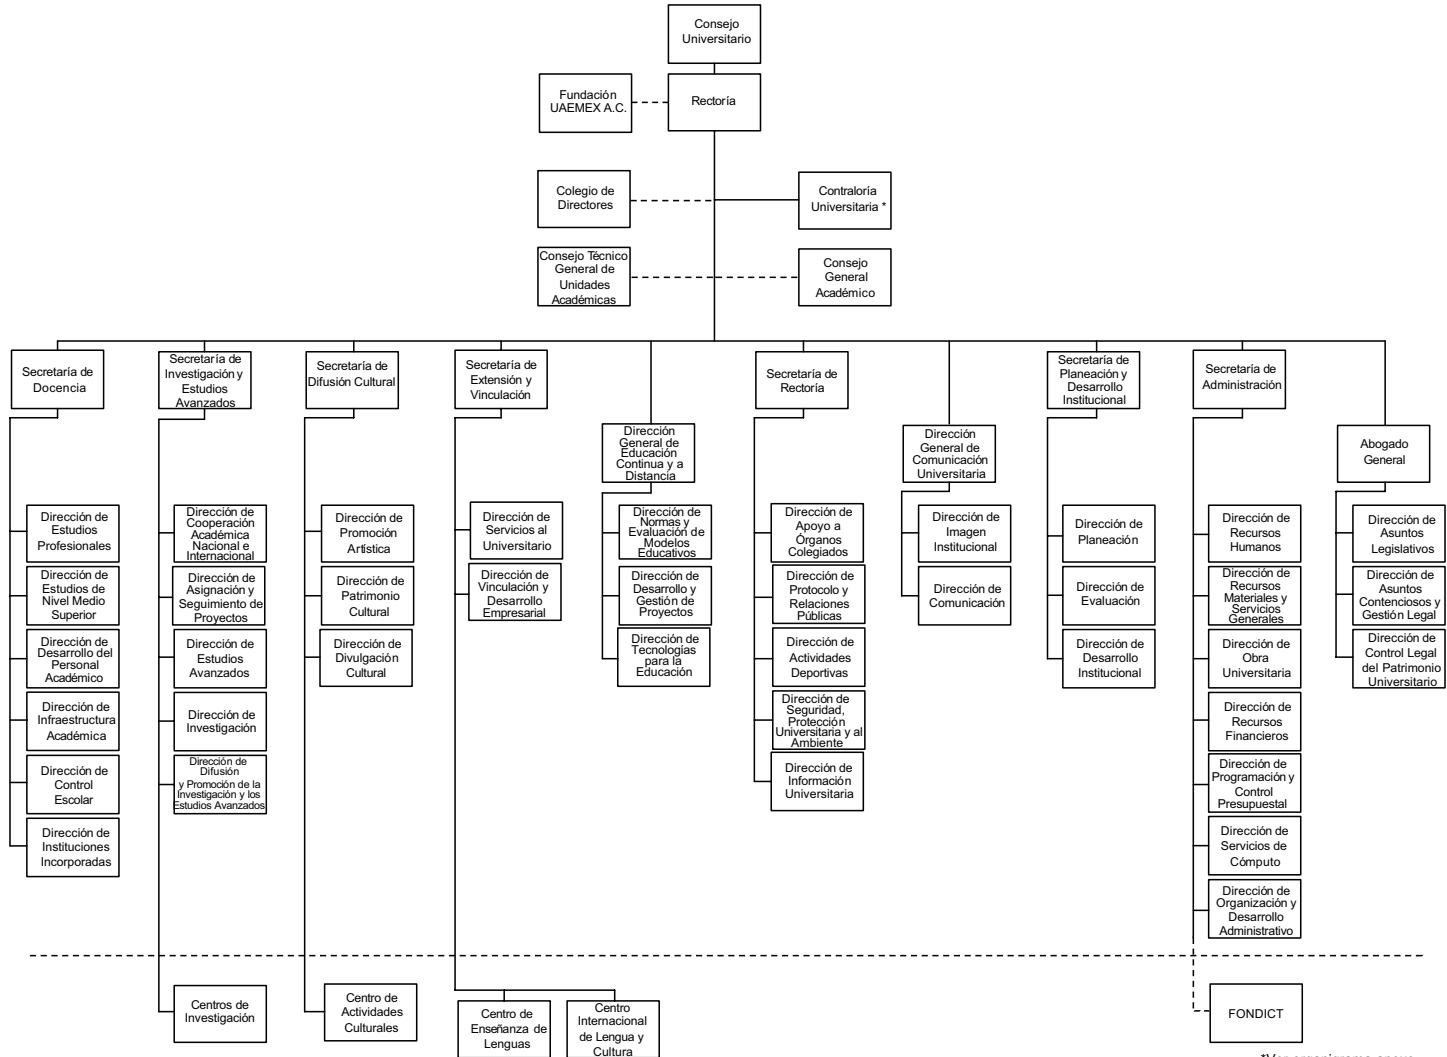 Consejo
Universitario
Fundación
UAEMEX A.C.
Rectoría
Colegio de
Directores
Contraloría
Universitaria *
Consejo Técnico
General de
Unidades
Académicas
Consejo
General
Académico
Secretaría de
Docencia
Secretaría de
Investigación y
Estudios
Avanzados
Secretaría de
Difusión Cultural
Secretaría de
Extensión y
Vinculación
Secretaría de
Rectoría
Secretaría de
Planeación y
Desarrollo
Institucional
Secretaría de
Administración
Dirección
General de
Educación
Continua y a
Distancia
Dirección
General de
Comunicación
Universitaria
Abogado
General
Dirección de
Estudios
Profesionales
Dirección de
Estudios de
Nivel Medio
Superior
Dirección de
Desarrollo del
Personal
Académico
Dirección de
Infraestructura
Académica
Dirección de
Control
Escolar
Dirección de
Instituciones
Incorporadas
Dirección de
Cooperación
Académica
Nacional e
Internacional
Dirección de
Asignación y
Seguimiento de
Proyectos
Dirección de
Estudios
Avanzados
Dirección de
Investigación
Dirección de
Difusión
y Promoción de la
Investigación y los
Estudios Avanzados
Dirección de
Promoción
Artística
Dirección de
Patrimonio
Cultural
Dirección de
Divulgación
Cultural
Dirección de
Servicios al
Universitario
Dirección de
Vinculación y
Desarrollo
Empresarial
Dirección de
Normas y
Evaluación de
Modelos
Educativos
Dirección de
Desarrollo y
Gestión de
Proyectos
Dirección de
Tecnologías
para la
Educación
Dirección de
Apoyo a
Órganos
Colegiados
Dirección de
Protocolo y
Relaciones
Públicas
Dirección de
Actividades
Deportivas
Dirección de
Seguridad,
Protección
Universitaria y al
Ambiente
Dirección de
Información
Universitaria
Dirección de
Imagen
Institucional
Dirección de
Comunicación
Dirección de
Planeación
Dirección de
Evaluación
Dirección de
Desarrollo
Institucional
Dirección de
Recursos
Humanos
Dirección de
Recursos
Materiales y
Servicios
Generales
Dirección de
Obra
Universitaria
Dirección de
Recursos
Financieros
Dirección de
Programación y
Control
Presupuestal
Dirección de
Servicios de
Cómputo
Dirección de
Organización y
Desarrollo
Administrativo
Dirección de
Asuntos
Legislativos
Dirección de
Asuntos
Contenciosos y
Gestión Legal
Dirección de
Control Legal
del Patrimonio
Universitario
Centros de
Investigación
Centro de
Actividades
Culturales
Centro de
Enseñanza de
Lenguas
Centro
Internacional
de Lengua y
Cultura
FONDICT